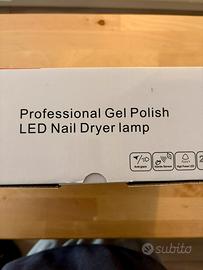 Professional Gel Polish
LED Nail Dryer lamp
subito